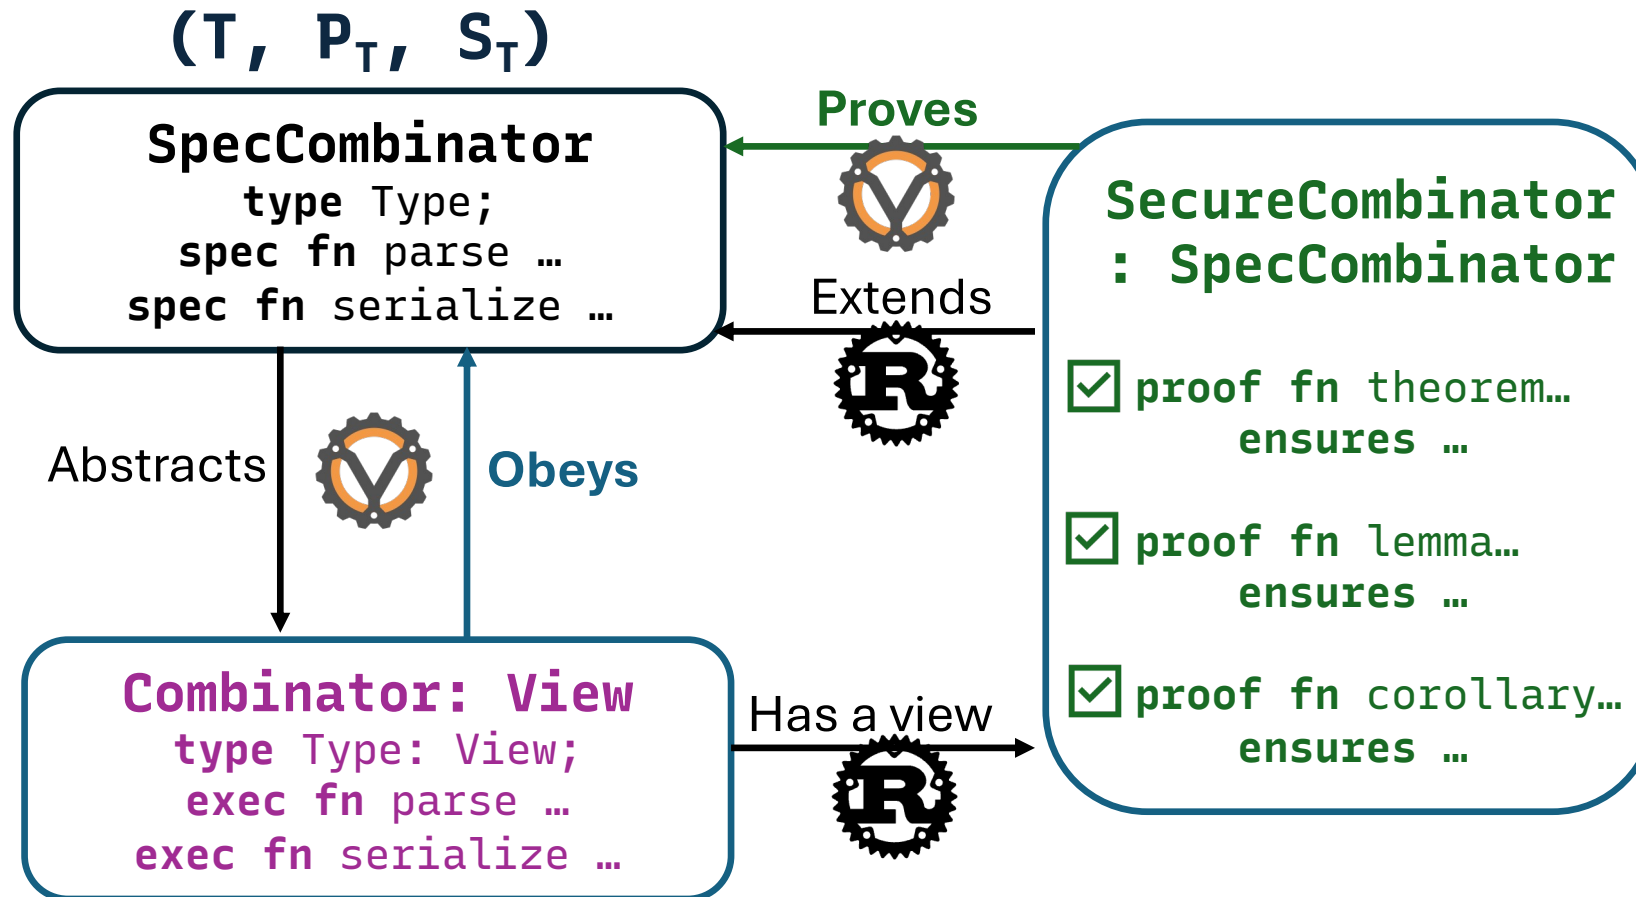 (T, P_T, S_T)
SpecCombinator
type Type;
spec fn parse …
spec fn serialize …
Proves
Extends
R
SecureCombinator
: SpecCombinator
proof fn theorem…
ensures …
proof fn lemma…
ensures …
proof fn corollary…
ensures …
Abstracts
Obeys
Combinator: View
type Type: View;
exec fn parse …
exec fn serialize …
Has a view
R